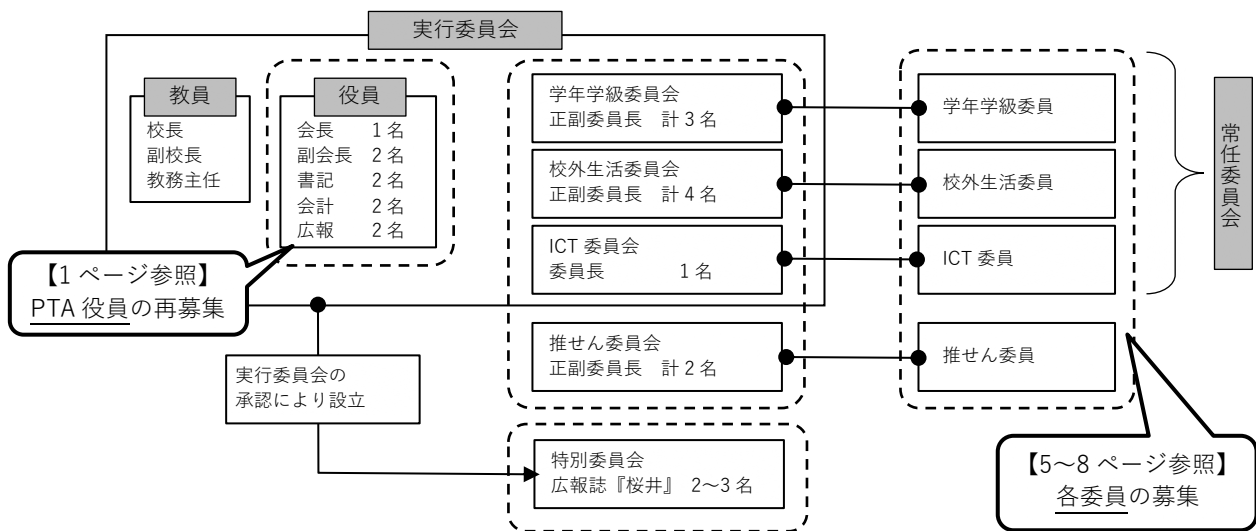 実行委員会
教員
校長
副校長
教務主任
役員
会長 1名
副会長 2名
書記 2名
会計 2名
広報 2名
【1ページ参照】
PTA役員の再募集
学年学級委員会
正副委員長 計3名
校外生活委員会
正副委員長 計4名
ICT委員会
委員長 1名
推せん委員会
正副委員長 計2名
学年学級委員
校外生活委員
ICT委員
推せん委員
常任委員会
実行委員会の
承認により設立
特別委員会
広報誌『桜井』 2～3名
【5～8ページ参照】
各委員の募集